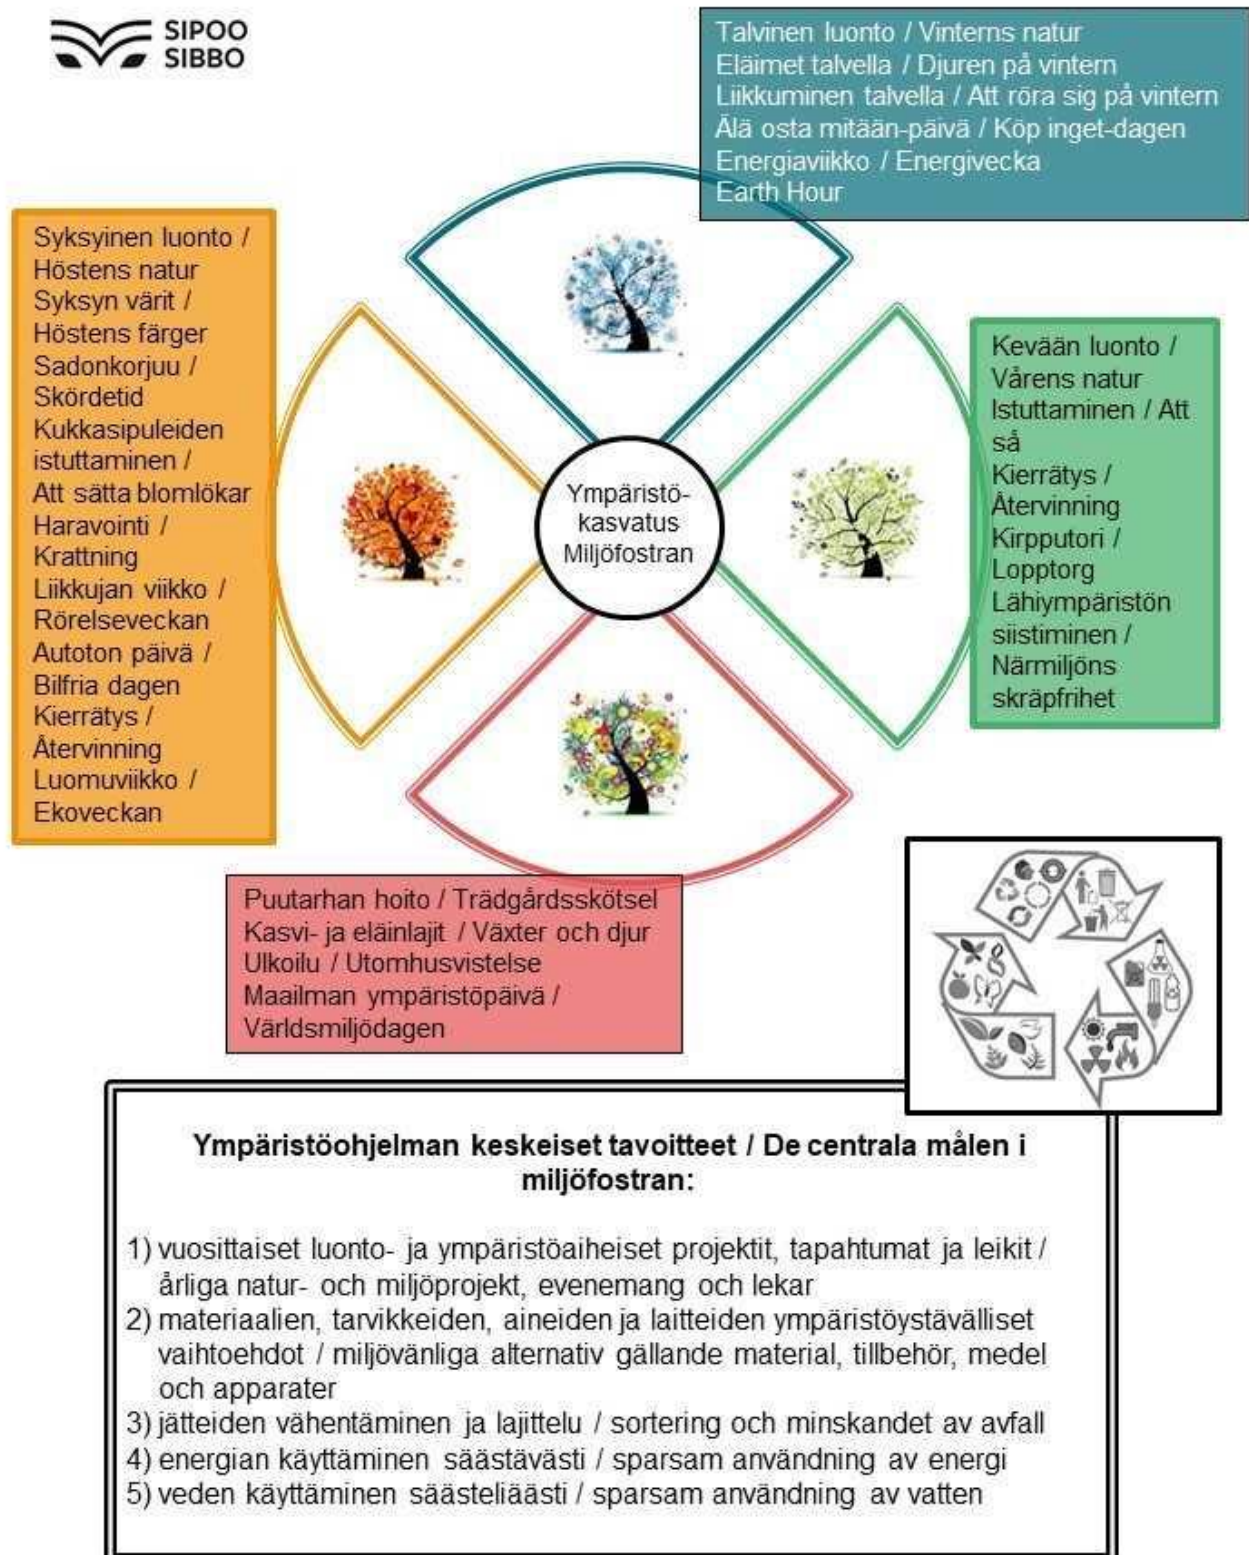 SIPOO
SIBBO
Talvinen luonto / Vinterns natur
Eläimet talvella / Djuren på vintern
Liikkuminen talvella / Att röra sig på vintern
Älä osta mitään-päivä / Köp inget-dagen
Energiaviikko / Energivecka
Earth Hour
Syksyinen luonto /
Höstens natur
Syksyn värit /
Höstens färger
Sadonkorjuu /
Skördetid
Kukkasipuleiden
istuttaminen /
Att sätta blomlökar
Haravointi /
Krattning
Liikkujan viikko /
Rörelseveckan
Autoton päivä /
Bilfria dagen
Kierrätys /
Återvinning
Luomuviikko /
Ekoveckan
Ympäristö-
kasvatus
Miljöfostran
Kevään luonto /
Vårens natur
Istuttaminen / Att
så
Kierrätys /
Återvinning
Kirpputori /
Lopptorg
Lähiympäristön
siistiminen /
Närmiljöns
skräpfrihet
Puutarhan hoito / Trädgårdsskötsel
Kasvi- ja eläinlajit / Växter och djur
Ulkoilu / Utomhusvistelse
Maailman ympäristöpäivä /
Världsmiljödagen
Ympäristöohjelman keskeiset tavoitteet / De centrala målen i
miljöfostran:
1) vuosittaiset luonto- ja ympäristöaiheiset projektit, tapahtumat ja leikit /
årliga natur- och miljöprojekt, evenemang och lekar
2) materiaalien, tarvikkeiden, aineiden ja laitteiden ympäristöystävälliset
vaihtoehdot / miljövänliga alternativ gällande material, tillbehör, medel
och apparater
3) jätteiden vähentäminen ja lajittelu / sortering och minskandet av avfall
4) energian käyttäminen säästävästi / sparsam användning av energi
5) veden käyttäminen säästeliäästi / sparsam användning av vatten